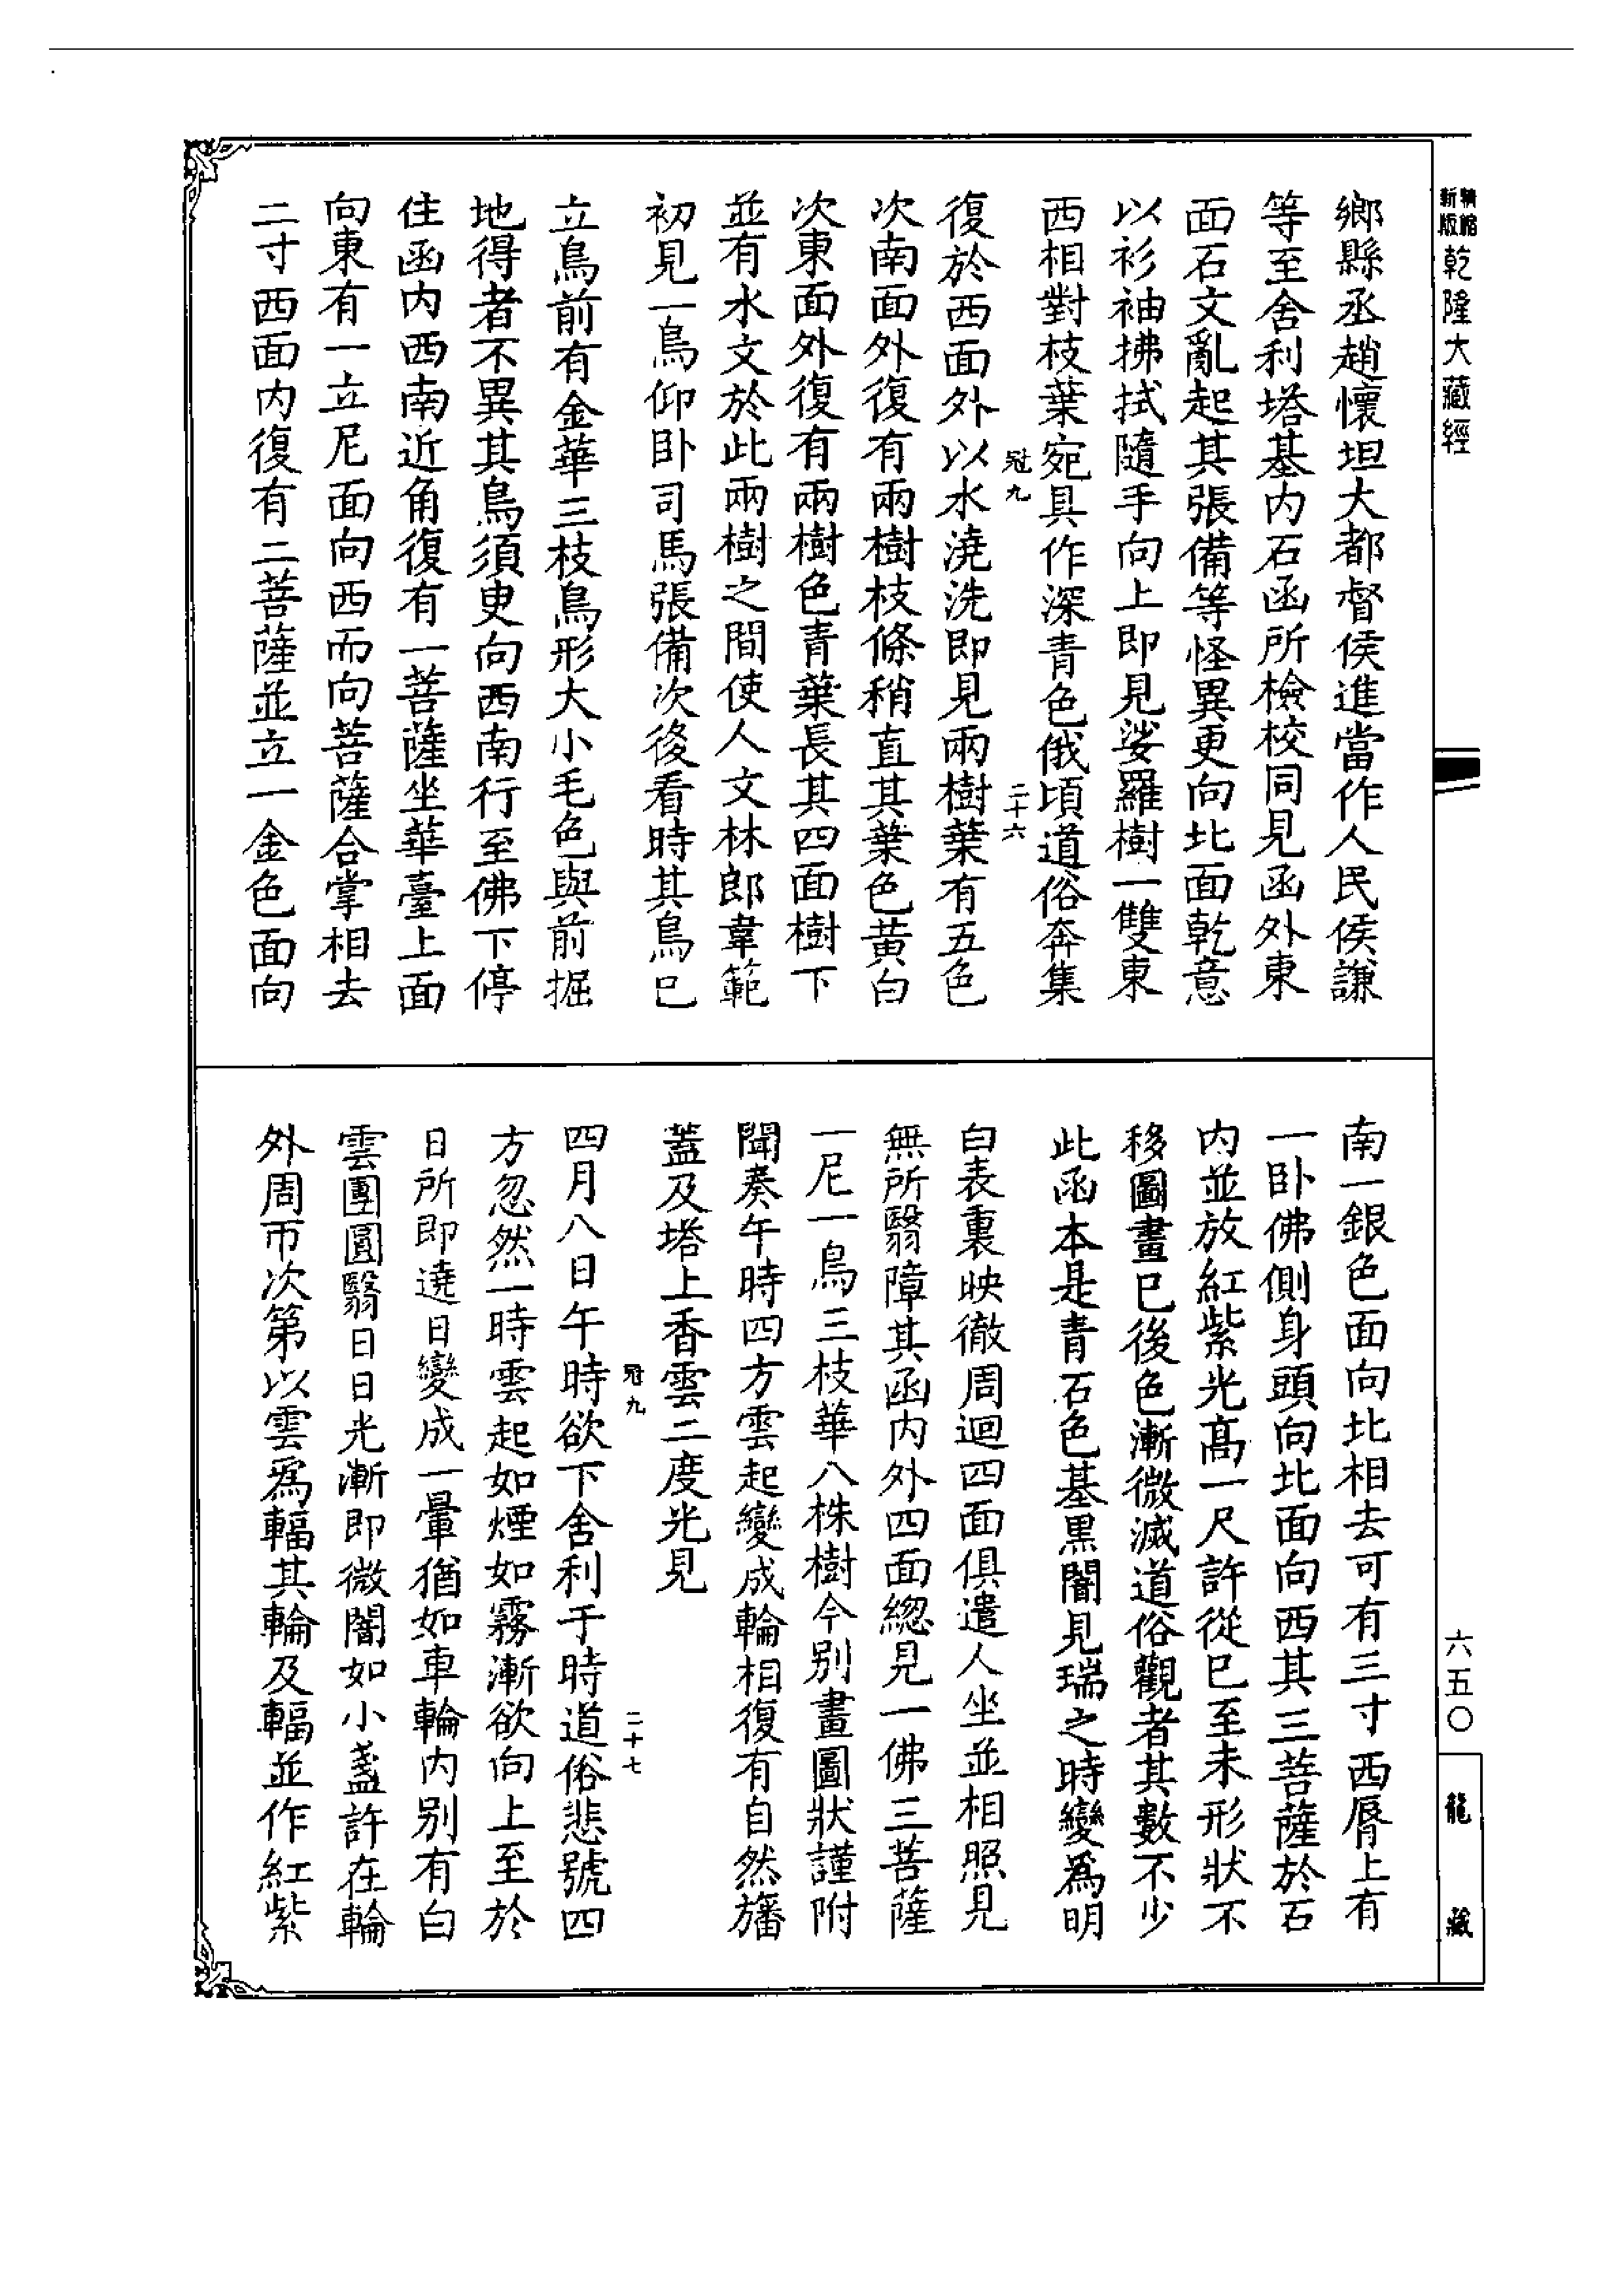 精縮新版乾隆大藏經
鄉縣丞趙懷坦大都督侯進當作人民侯謙
等至舍利塔基内石函所檢校同見函外東
面石文亂起其張備等怪異更向北面乾意
以衫袖拂拭隨手向上即見娑羅樹一雙東
西相對枝葉宛具作深青色俄頃道俗奔集
冠九 二十六
復於西面外以水澆洗即見兩樹葉有五色
次南面外復有兩樹枝條稍直其葉色黄白
次東面外復有兩樹色青葉長其四面樹下
並有水文於此兩樹之間使人文林郎韋範
初見一鳥仰卧司馬張備次後看時其鳥已
立鳥前有金華三枝鳥形大小毛色與前掘
地得者不異其鳥須吏向西南行至佛下停
住函内西南近角復有一菩薩坐華臺上面
向東有一立尼面向西而向菩薩合掌相去
二寸西面内復有二菩薩並立一金色面向
南一銀色面向北相去可有三寸西脣上有
一卧佛側身頭向北面向西其三菩薩於石
内並放紅紫光高一尺許從已至未形狀不
移圖畫已後色漸微滅道俗觀者其數不少
此函本是青石色基黒闇見瑞之時變爲明
白表裏映徹周迴四面俱遣人坐並相照見
無所翳障其函内外四面總見一佛三菩薩
一尼一鳥三枝華八株樹今别畫圖狀謹附
聞奏午時四方雲起變成輪相復有自然旛
蓋及塔上香雲二度光見
冠九 二十七
四月八日午時欲下舍利于時道俗悲號四
方忽然一時雲起如煙如霧漸欲向上至於
日所即遶日變成一暈猶如車輪内别有白
雲團圓翳日日光漸即微闇如小盞許在輪
外周帀次第以雲爲輻其輪及輻並作紅紫
六五〇
龍藏